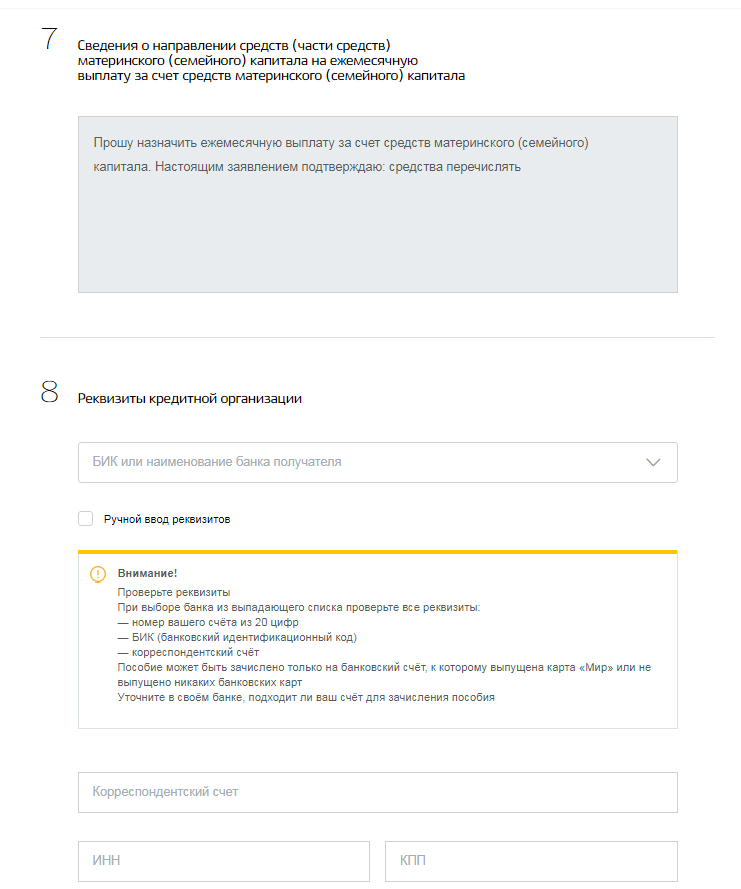 7
Сведения о направлении средств (части средств)
материнского (семейного) капитала на ежемесячную
выплату за счет средств материнского (семейного) капитала
Прошу назначить ежемесячную выплату за счет средств материнского (семейного)
капитала. Настоящим заявлением подтверждаю: средства перечислять
8
Реквизиты кредитной организации
БИК или наименование банка получателя
Ручной ввод реквизитов
Внимание!
Проверьте реквизиты
При выборе банка из выпадающего списка проверьте все реквизиты:
— номер вашего счёта из 20 цифр
— БИК (банковский идентификационный код)
— корреспондентский счёт
Пособие может быть зачислено только на банковский счёт, к которому выпущена карта «Мир» или не
выпущено никаких банковских карт
Уточните в своём банке, подходит ли ваш счёт для зачисления пособия
Корреспондентский счет
ИНН
КПП